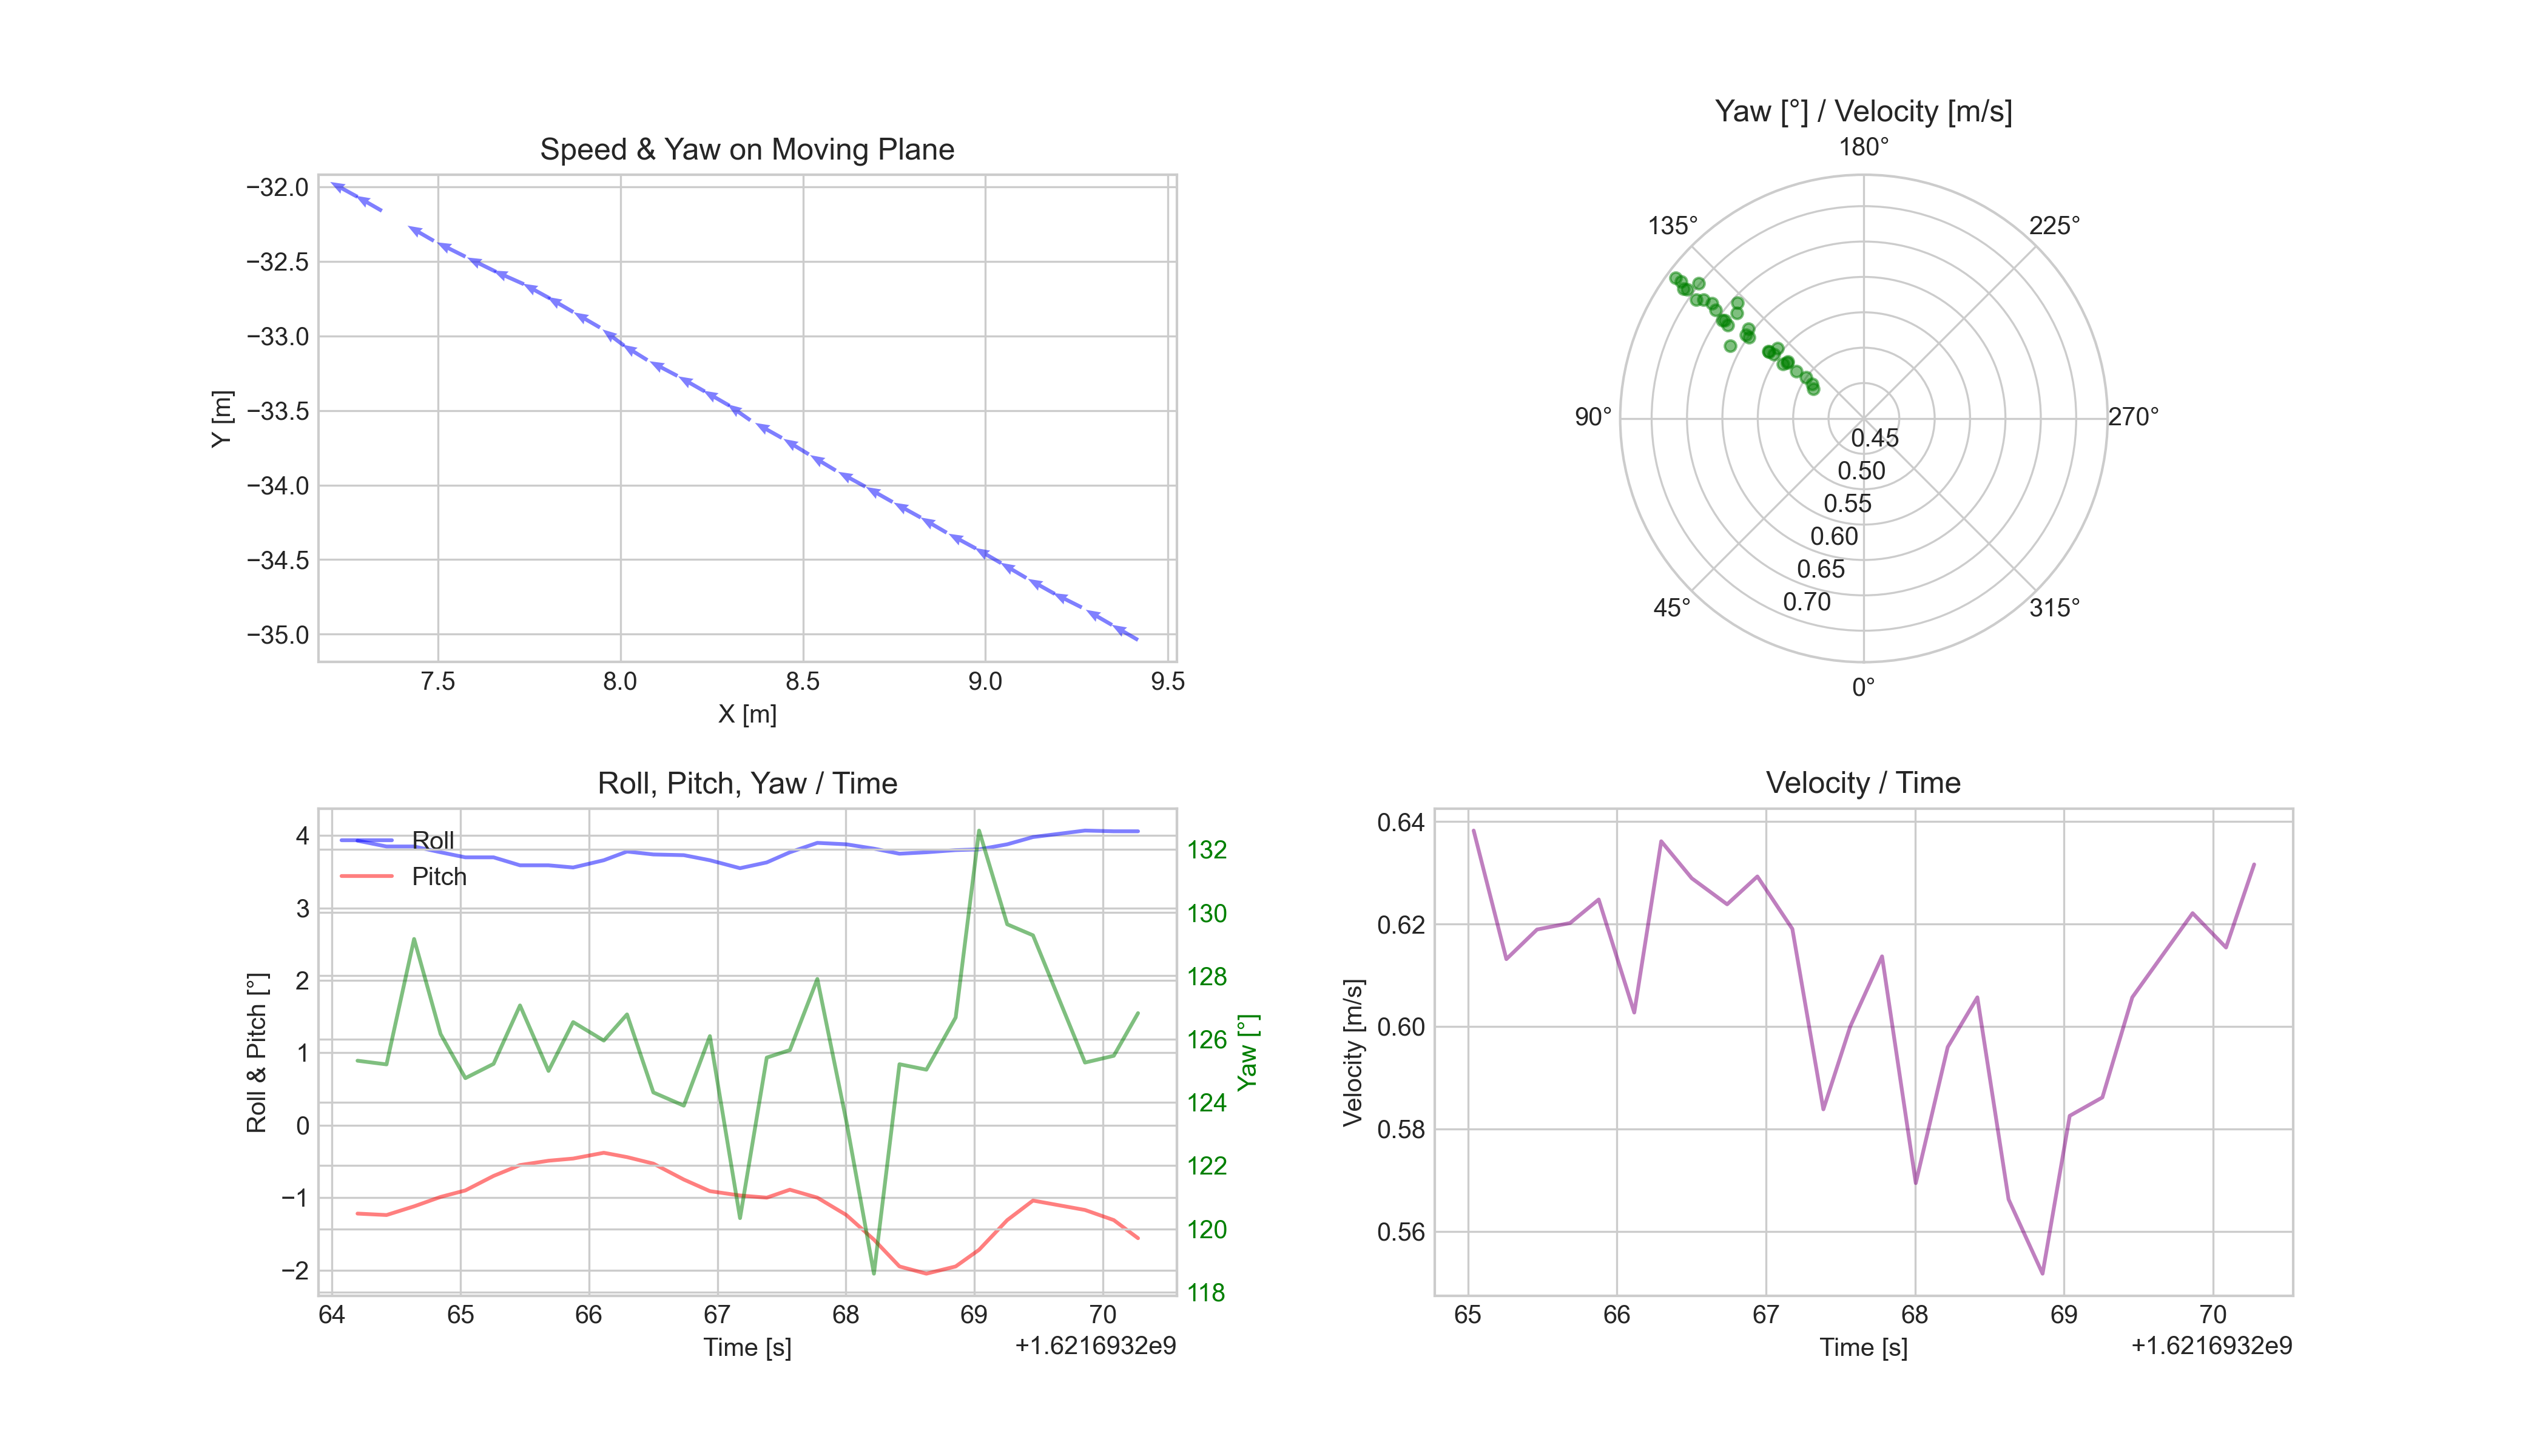 Speed & Yaw on Moving Plane
−32.0
−32.5
−33.0
−33.5
−34.0
−34.5
−35.0
Y [m]
7.5 8.0 8.5 9.0 9.5
X [m]
Yaw [°] / Velocity [m/s]
180°
135° 225°
90° 270°
45° 315°
0°
0.45
0.50
0.55
0.60
0.65
0.70
Roll, Pitch, Yaw / Time
Roll
Pitch
4
3
2
1
0
−1
−2
Roll & Pitch [°]
132
130
128
126
124
122
120
118
Yaw [°]
64 65 66 67 68 69 70
Time [s]
+1.6216932e9
Velocity / Time
0.64
0.62
0.60
0.58
0.56
Velocity [m/s]
65 66 67 68 69 70
Time [s]
+1.6216932e9